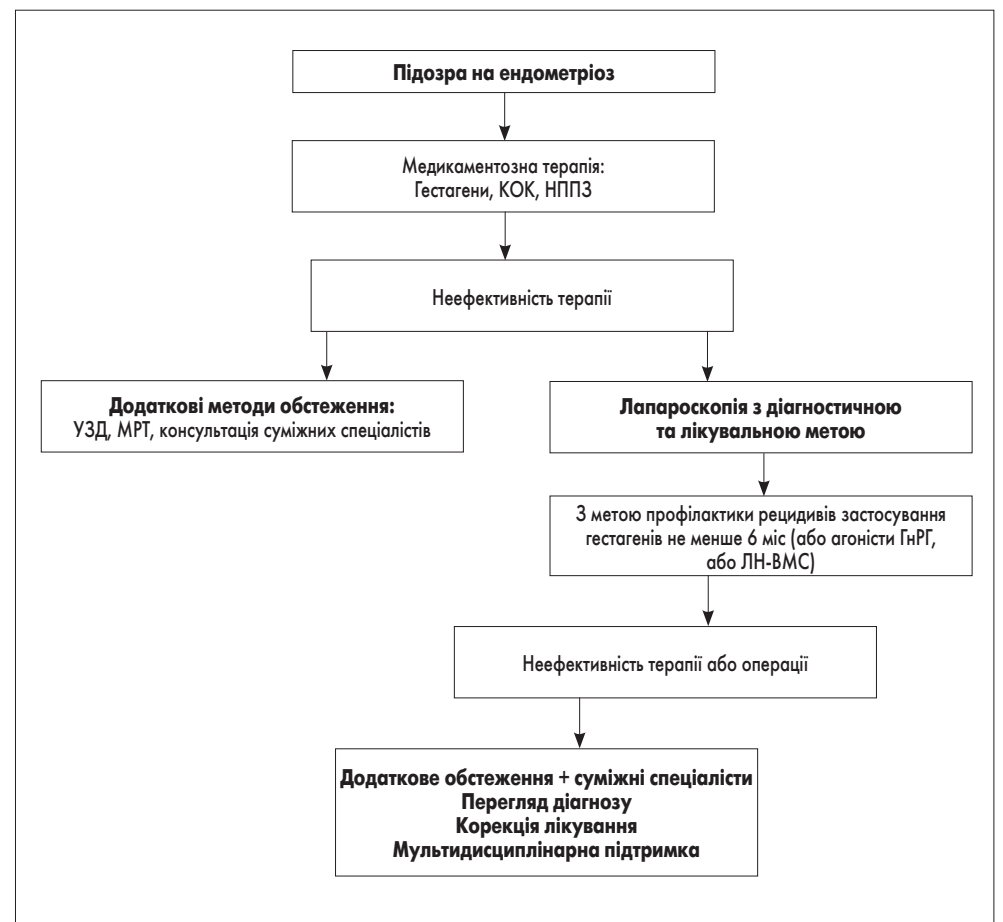 Підозра на ендометріоз
Медикаментозна терапія:
Гестагени, КОК, НППЗ
Неефективність терапії
Додаткові методи обстеження:
УЗД, МРТ, консультація суміжних спеціалістів
Лапароскопія з діагностичною
та лікувальною метою
З метою профілактики рецидивів застосування
гестагенів не менше 6 міс (або агоністи ГнРГ,
або ЛН-ВМС)
Неефективність терапії або операції
Додаткове обстеження + суміжні спеціалісти
Перегляд діагнозу
Корекція лікування
Мультидисциплінарна підтримка